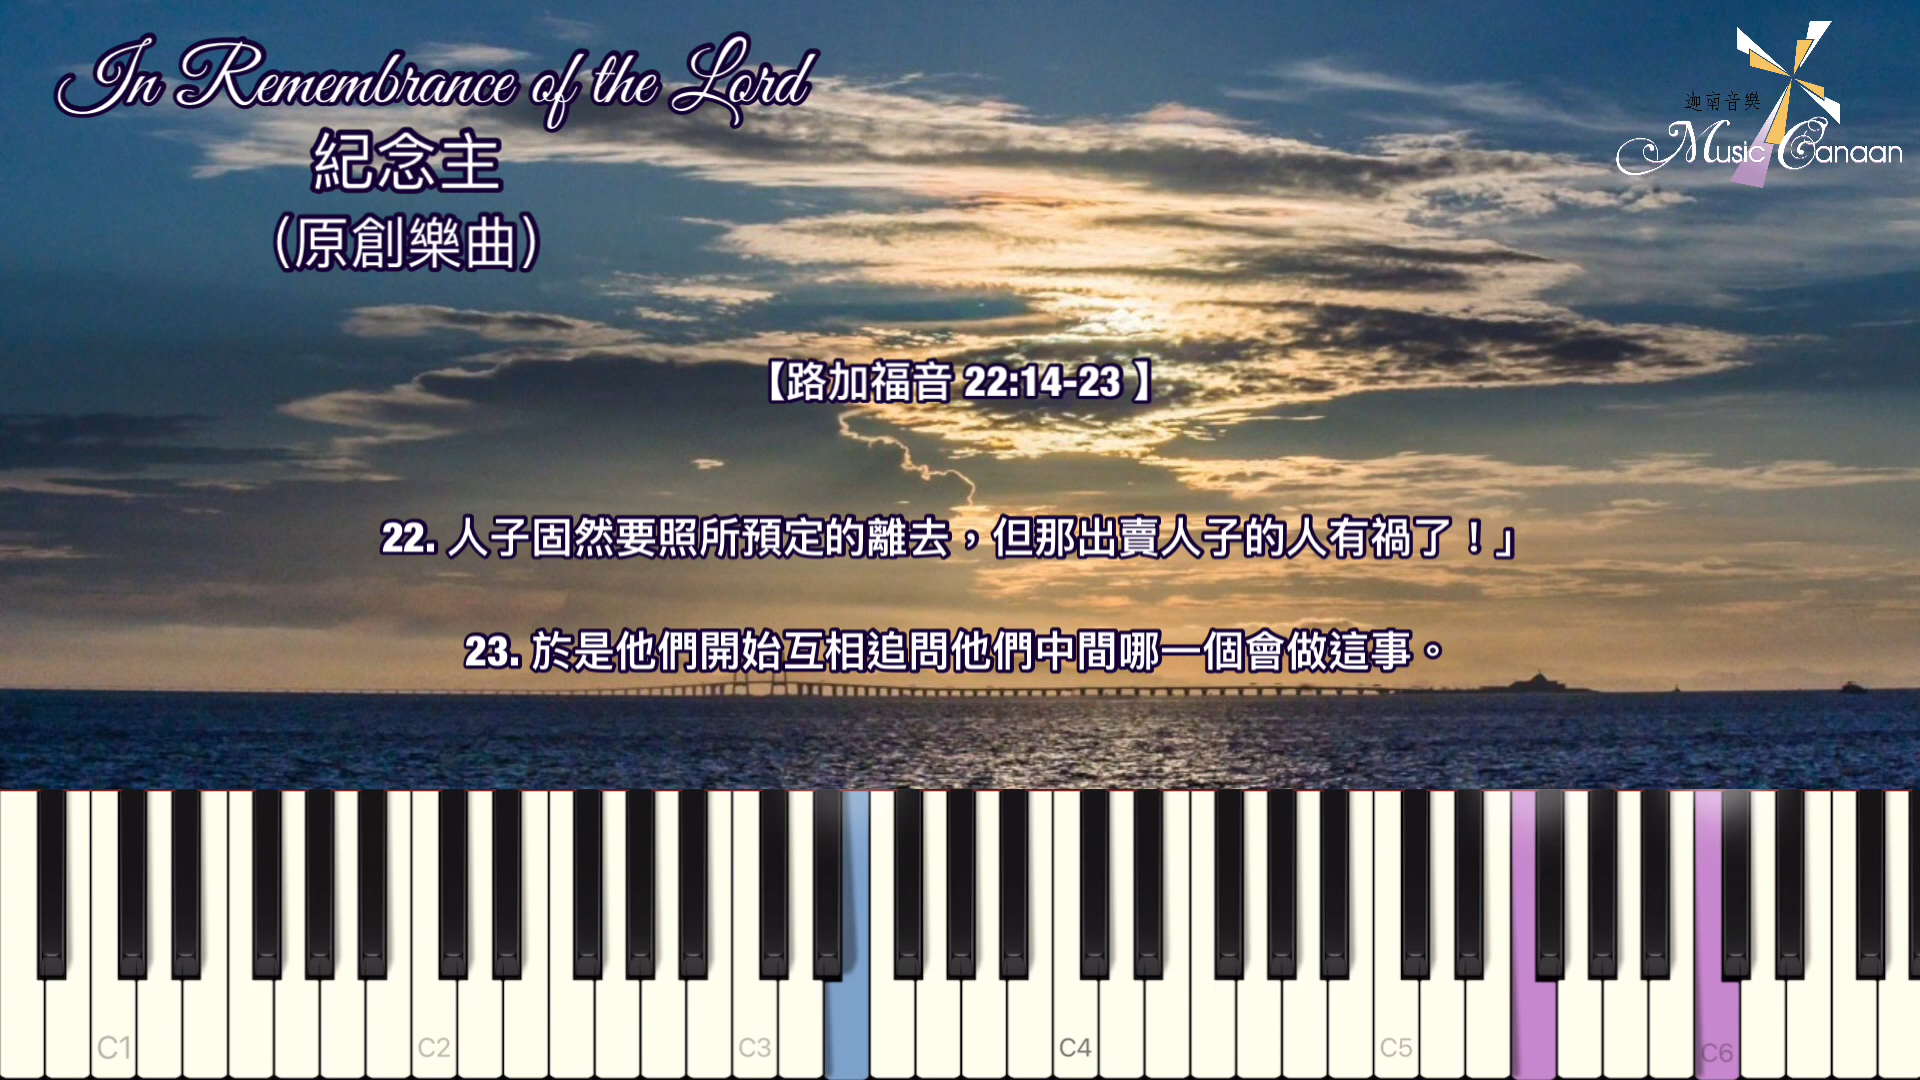 In Remembrance of the Lord
紀念主
(原創樂曲)
迦南音樂
Music Canaan
【路加福音 22:14-23 】
22. 人子固然要照所預定的離去，但那出賣人子的人有禍了！」
23. 於是他們開始互相追問他們中間哪一個會做這事。
C1 C2 C3 C4 C5 C6